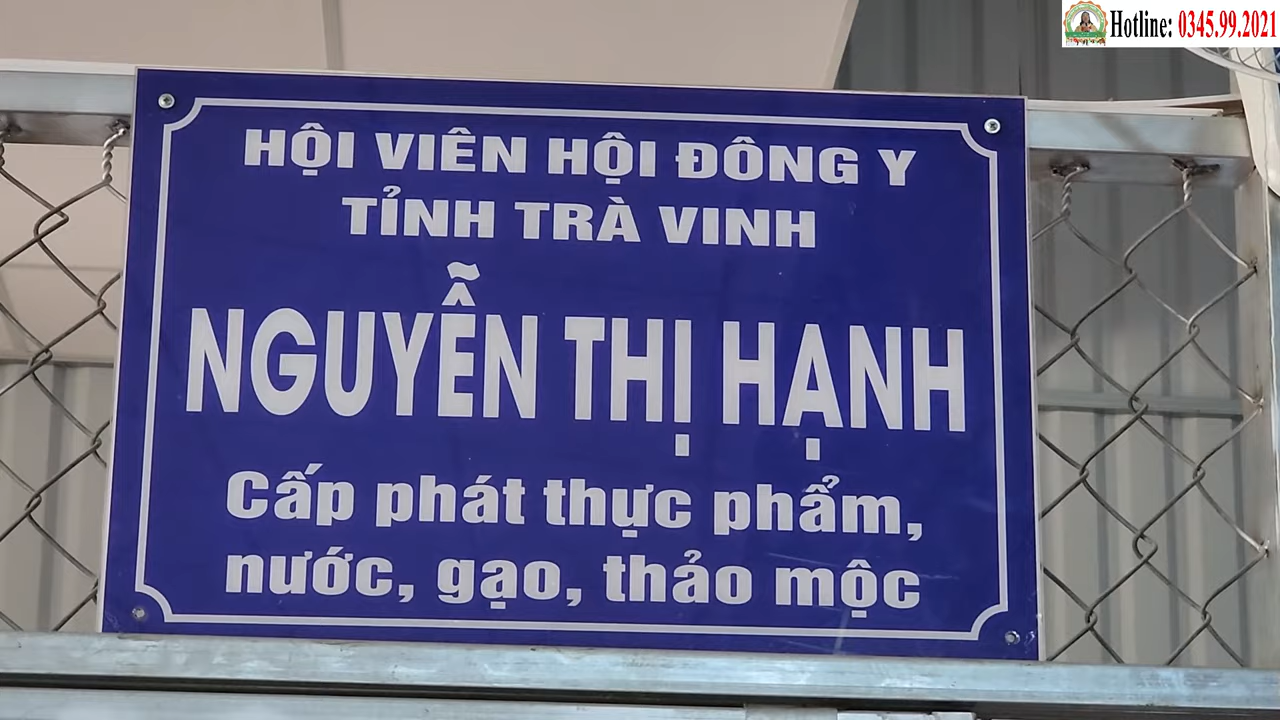 Hotline: 0345.99.2021
HỘI VIÊN HỘI ĐÔNG Y
TỈNH TRÀ VINH
NGUYỄN THỊ HẠNH
Cấp phát thực phẩm,
nước, gạo, thảo mộc